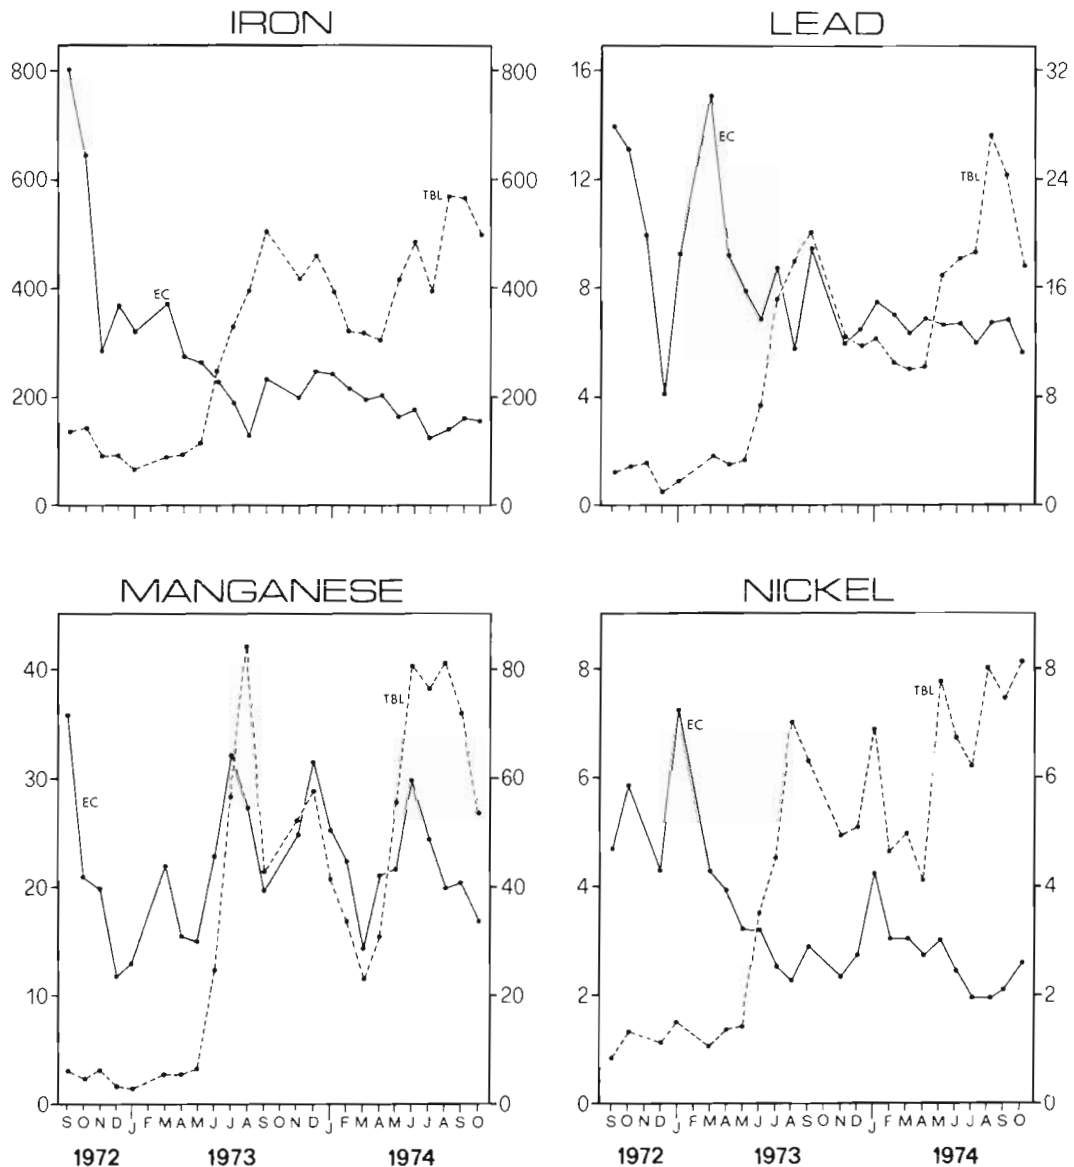 IRON
LEAD
800
600
400
200
0
EC
TBL
800
600
400
200
0
16
12
8
4
0
EC
TBL
32
24
16
8
0
MANGANESE
NICKEL
40
30
20
10
0
EC
TBL
80
60
40
20
0
8
6
4
2
0
EC
TBL
8
6
4
2
0
S O N D J F M A M J J A S O N D J F M A M J J A S O
S O N D J F M A M J J A S O N D J F M A M J J A S O
1972 1973 1974
1972 1973 1974